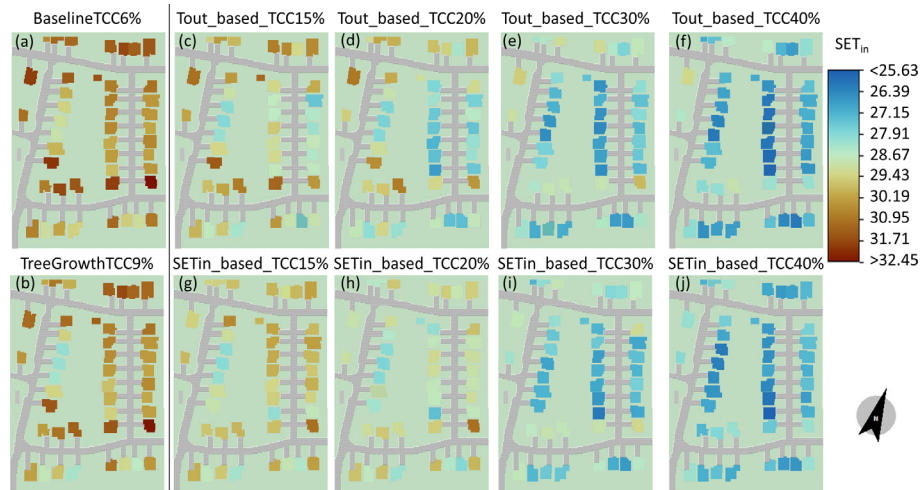 BaselineTCC6%
Tout_based_TCC15%
Tout_based_TCC20%
Tout_based_TCC30%
Tout_based_TCC40%
(a)
(c)
(d)
(e)
(f)
SETin
<25.63
26.39
27.15
27.91
28.67
29.43
30.19
30.95
31.71
>32.45
TreeGrowthTCC9%
SETin_based_TCC15%
SETin_based_TCC20%
SETin_based_TCC30%
SETin_based_TCC40%
(b)
(g)
(h)
(i)
(j)
N